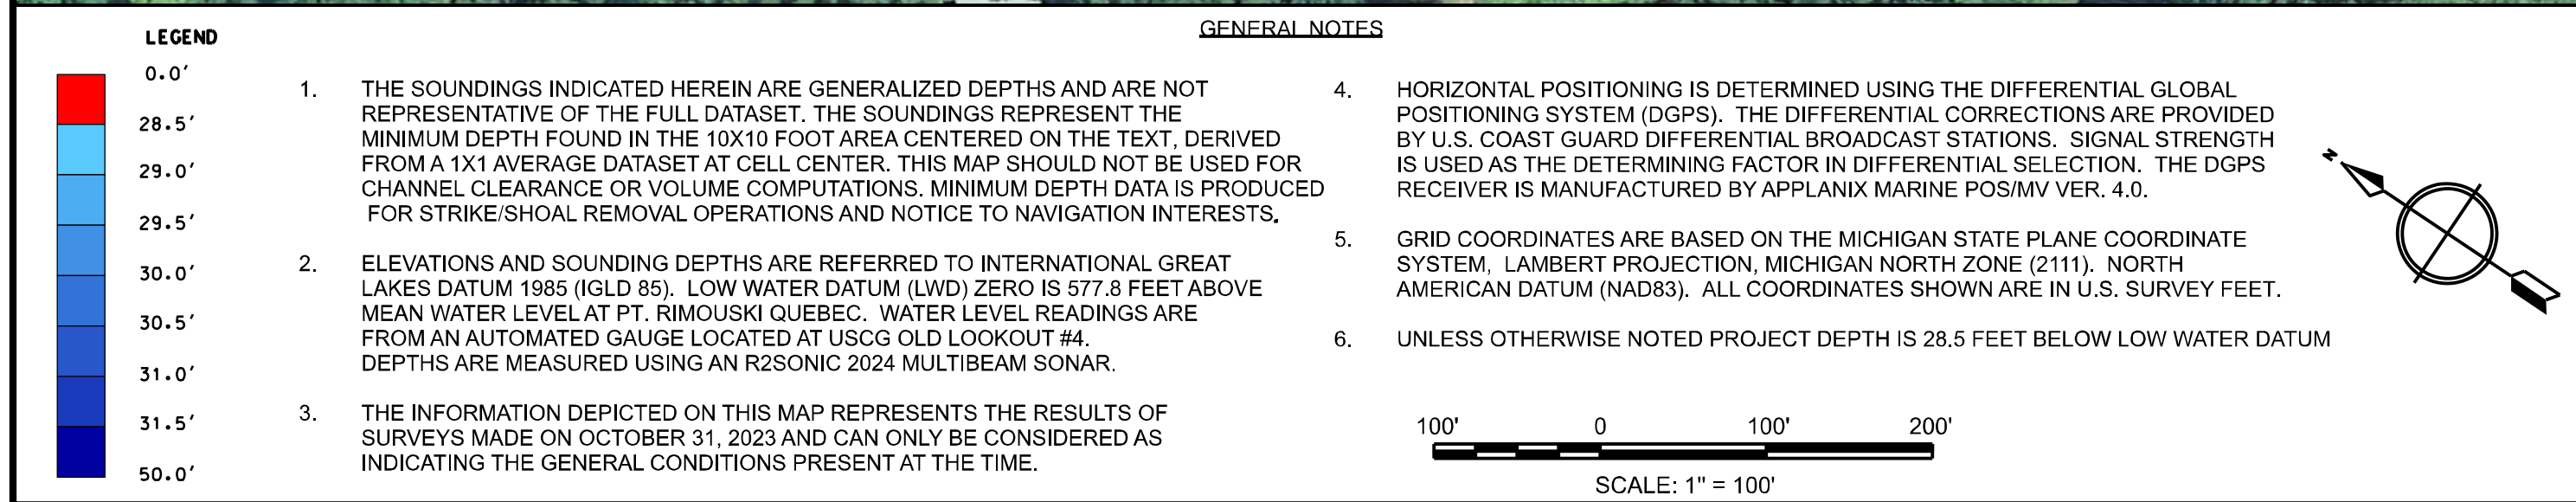 GENERAL NOTES
LEGEND
0.0'
28.5'
29.0'
29.5'
30.0'
30.5'
31.0'
31.5'
50.0'
1. THE SOUNDINGS INDICATED HEREIN ARE GENERALIZED DEPTHS AND ARE NOT
REPRESENTATIVE OF THE FULL DATASET. THE SOUNDINGS REPRESENT THE
MINIMUM DEPTH FOUND IN THE 10X10 FOOT AREA CENTERED ON THE TEXT, DERIVED
FROM A 1X1 AVERAGE DATASET AT CELL CENTER. THIS MAP SHOULD NOT BE USED FOR
CHANNEL CLEARANCE OR VOLUME COMPUTATIONS. MINIMUM DEPTH DATA IS PRODUCED
FOR STRIKE/SHOAL REMOVAL OPERATIONS AND NOTICE TO NAVIGATION INTERESTS.
2. ELEVATIONS AND SOUNDING DEPTHS ARE REFERRED TO INTERNATIONAL GREAT
LAKES DATUM 1985 (IGLD 85). LOW WATER DATUM (LWD) ZERO IS 577.8 FEET ABOVE
MEAN WATER LEVEL AT PT. RIMOUSKI QUEBEC. WATER LEVEL READINGS ARE
FROM AN AUTOMATED GAUGE LOCATED AT USCG OLD LOOKOUT #4.
DEPTHS ARE MEASURED USING AN R2SONIC 2024 MULTIBEAM SONAR.
3. THE INFORMATION DEPICTED ON THIS MAP REPRESENTS THE RESULTS OF
SURVEYS MADE ON OCTOBER 31, 2023 AND CAN ONLY BE CONSIDERED AS
INDICATING THE GENERAL CONDITIONS PRESENT AT THE TIME.
4. HORIZONTAL POSITIONING IS DETERMINED USING THE DIFFERENTIAL GLOBAL
POSITIONING SYSTEM (DGPS). THE DIFFERENTIAL CORRECTIONS ARE PROVIDED
BY U.S. COAST GUARD DIFFERENTIAL BROADCAST STATIONS. SIGNAL STRENGTH
IS USED AS THE DETERMINING FACTOR IN DIFFERENTIAL SELECTION. THE DGPS
RECEIVER IS MANUFACTURED BY APPLANIX MARINE POS/MV VER. 4.0.
5. GRID COORDINATES ARE BASED ON THE MICHIGAN STATE PLANE COORDINATE
SYSTEM, LAMBERT PROJECTION, MICHIGAN NORTH ZONE (2111). NORTH
AMERICAN DATUM (NAD83). ALL COORDINATES SHOWN ARE IN U.S. SURVEY FEET.
6. UNLESS OTHERWISE NOTED PROJECT DEPTH IS 28.5 FEET BELOW LOW WATER DATUM
100' 0 100' 200'
SCALE: 1" = 100'
N